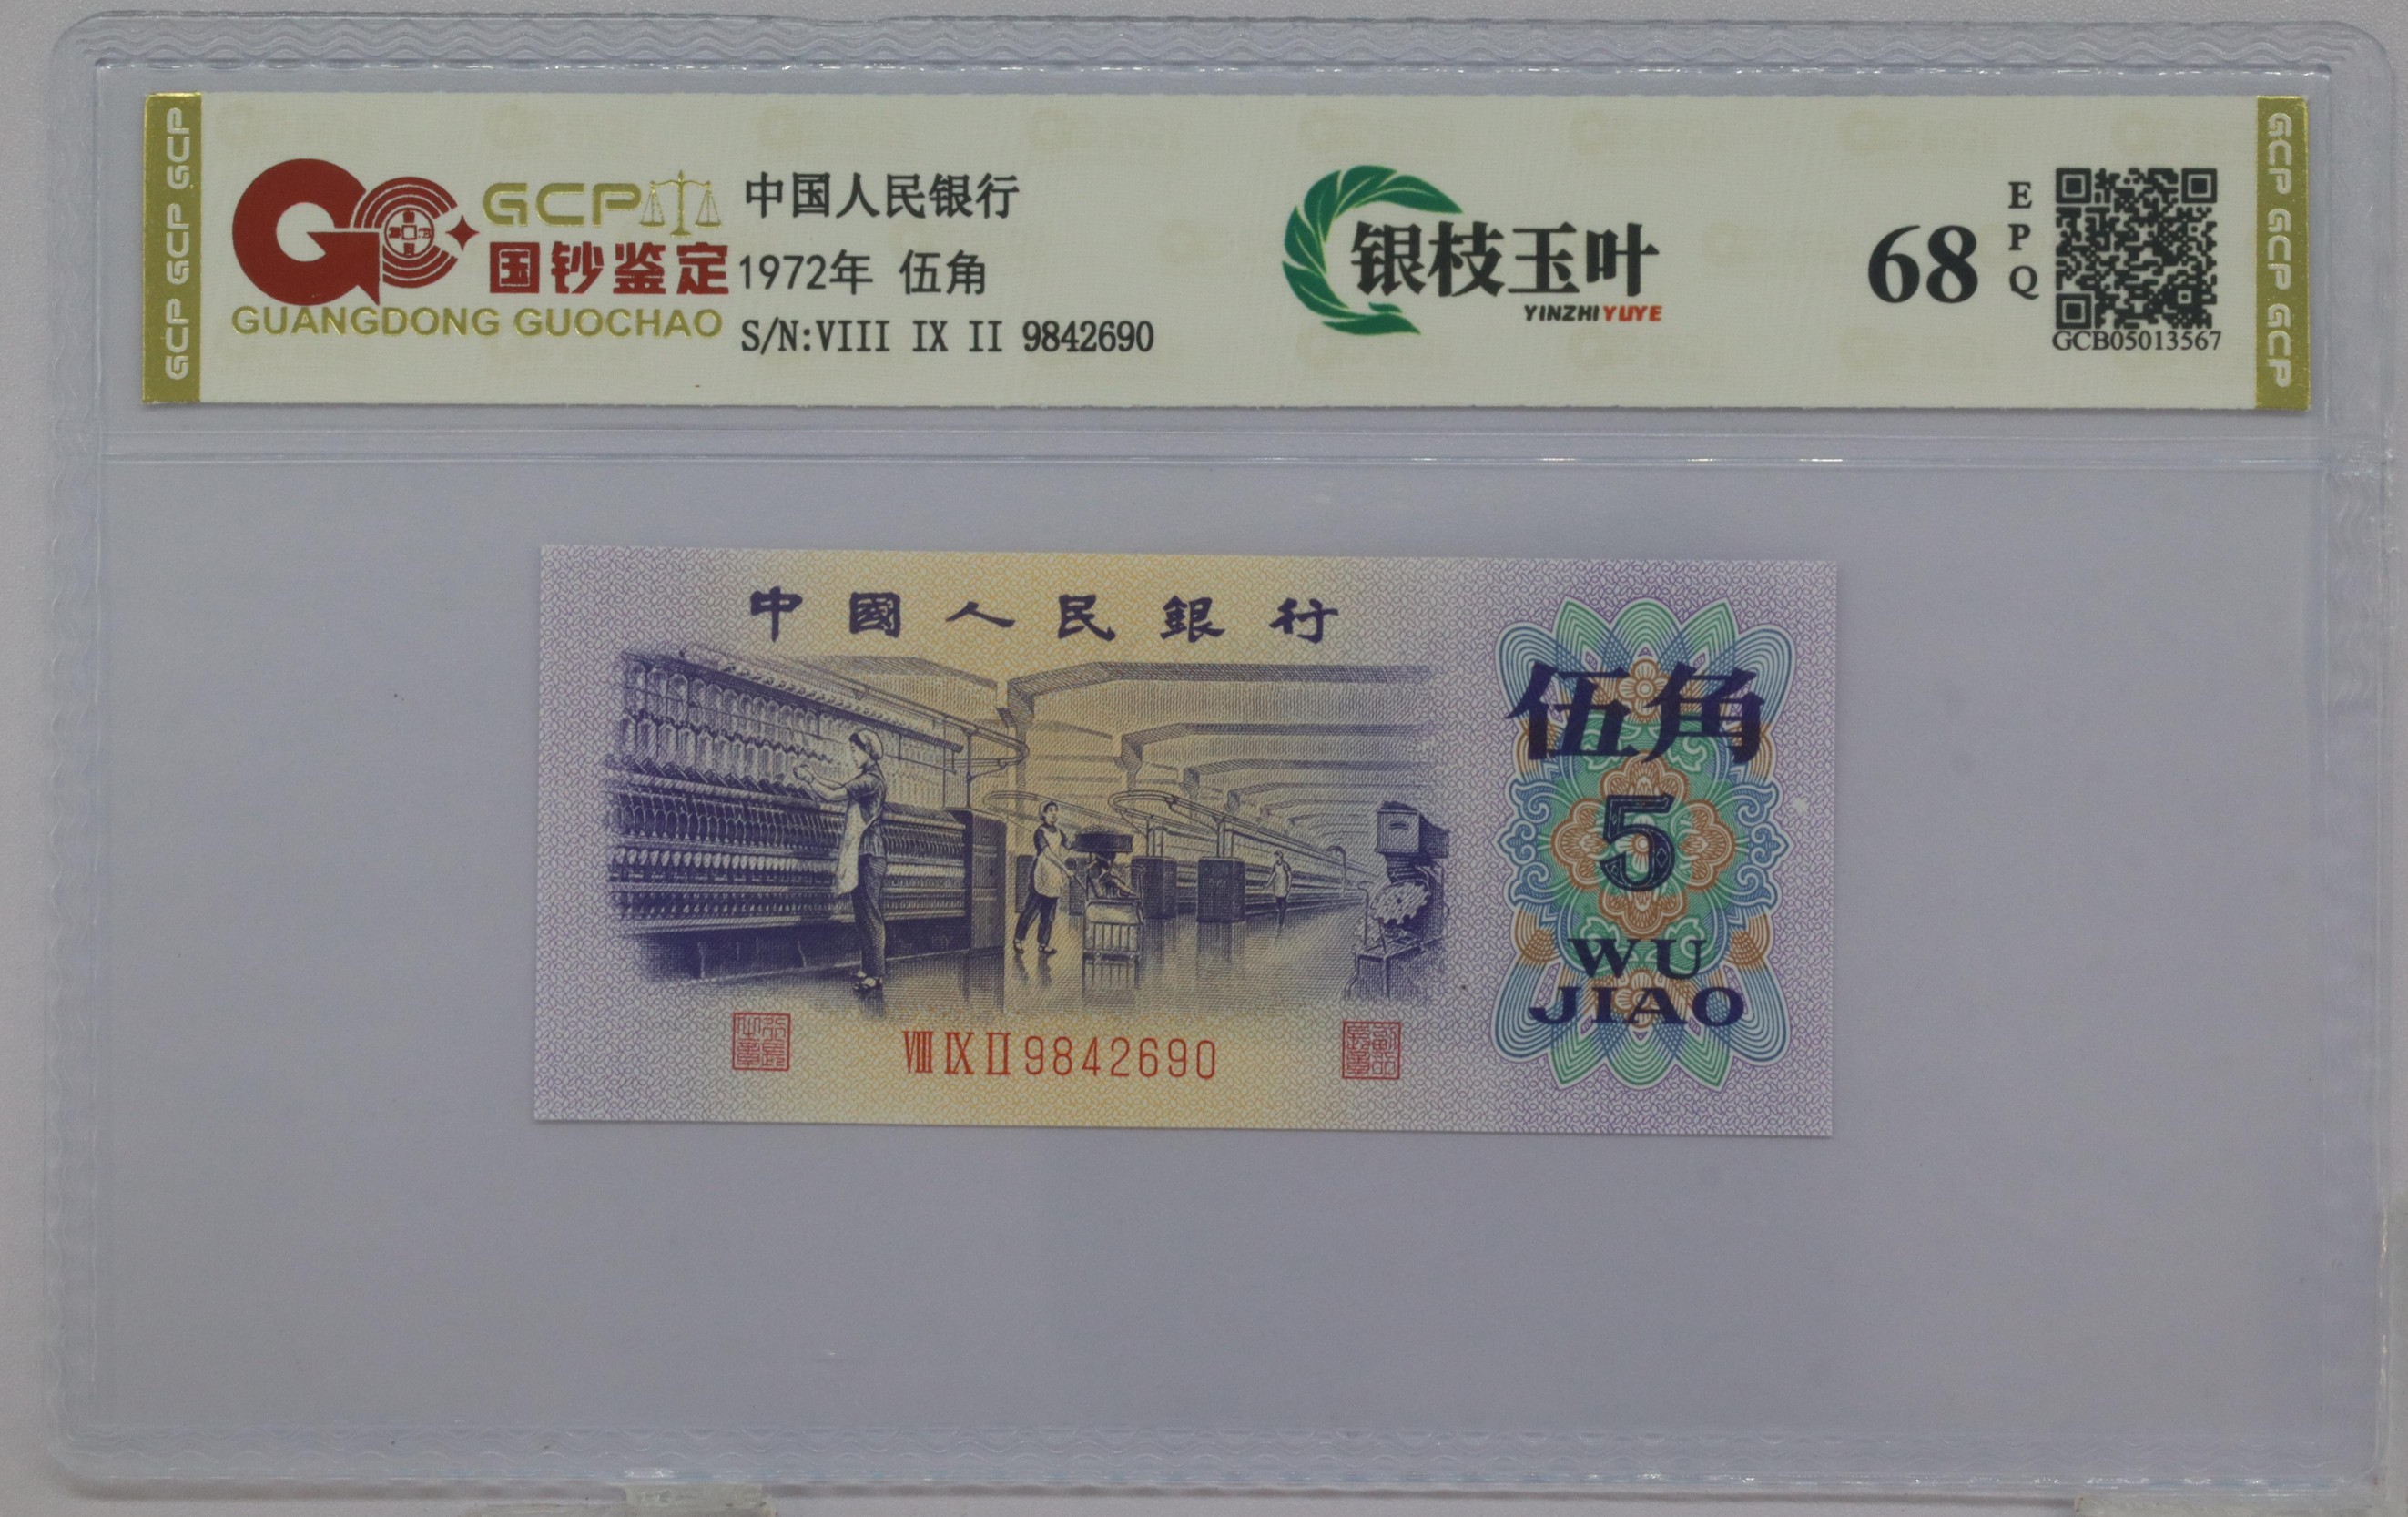 GCP GCP GCP
GCP
国钞鉴定
GUANGDONG GUOCHAO
中国人民银行
1972年 伍角
S/N:VIII IX II 9842690
银枝玉叶
YINZHIYUYE
68
EPQ
GCB05013567
GCP GCP GCP
中國人民銀行
伍角
5
WU
JIAO
VIII IX II 9842690